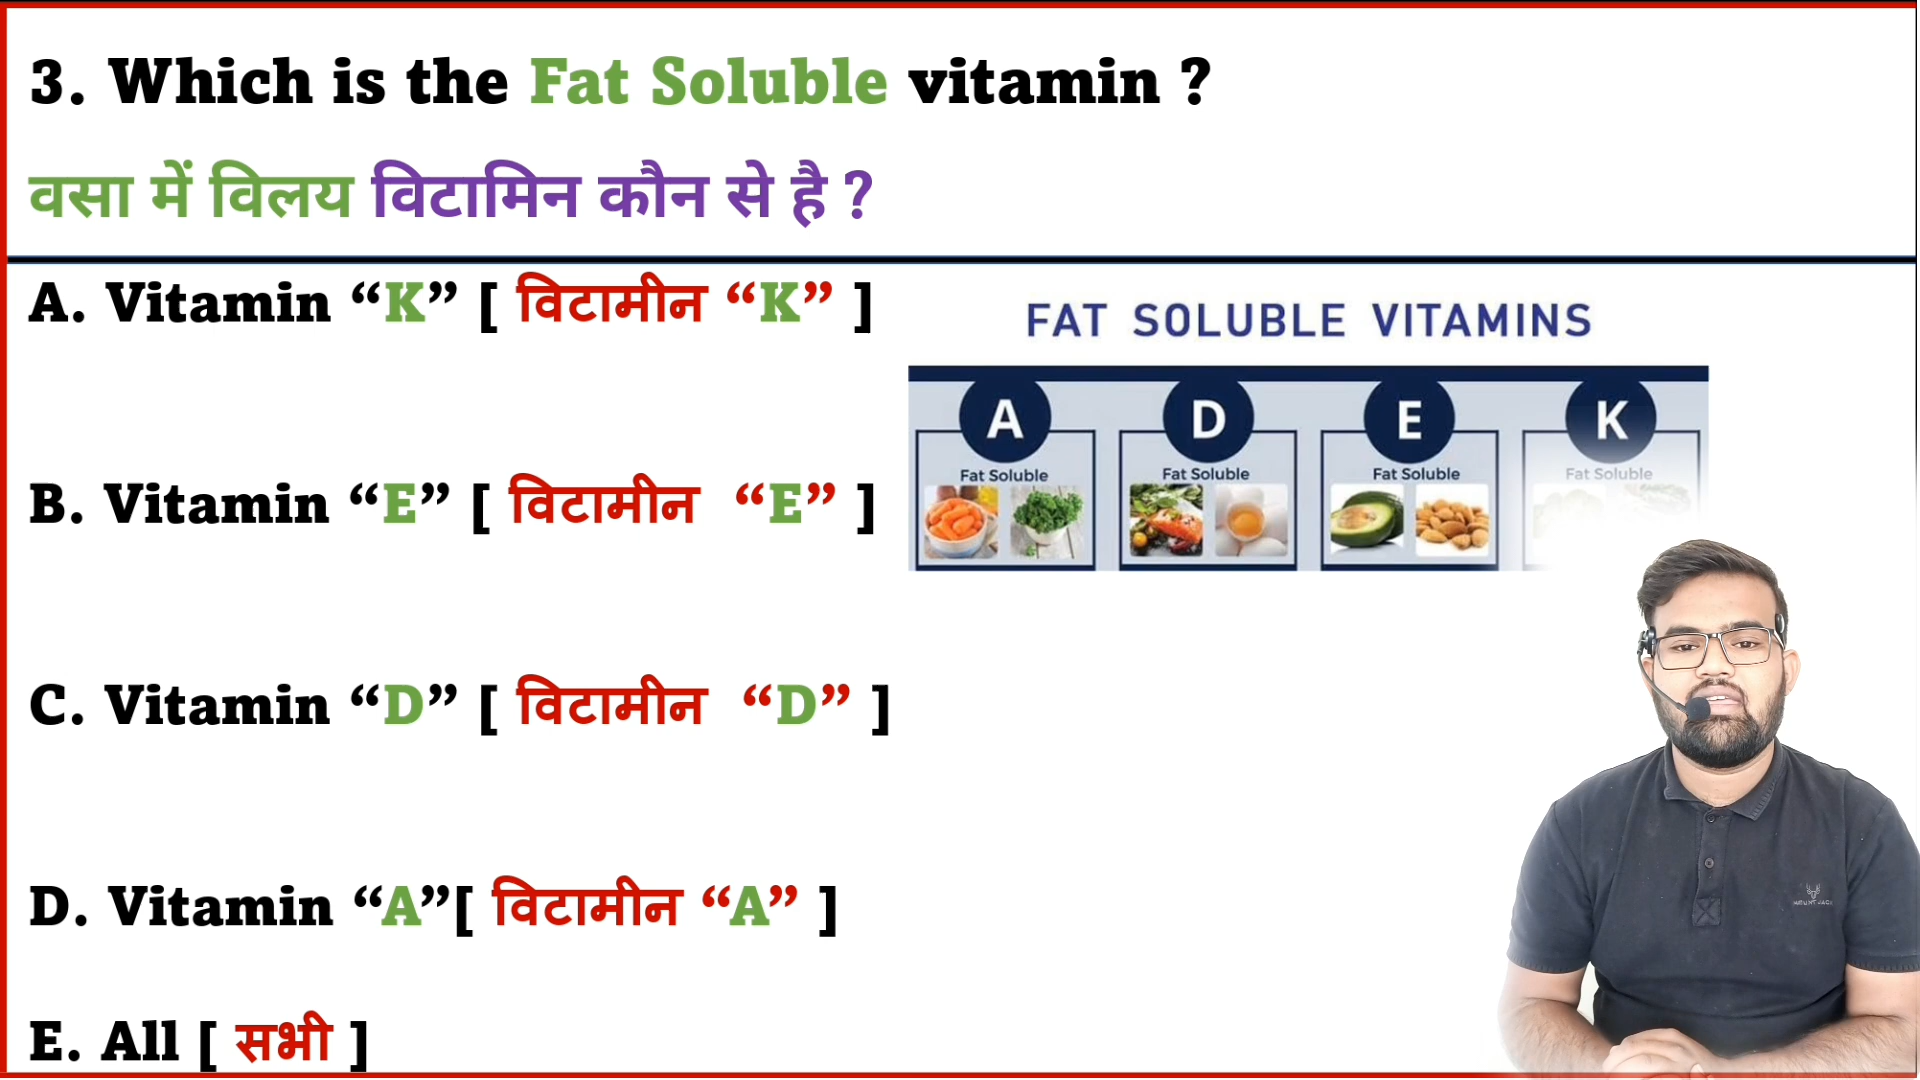 3. Which is the Fat Soluble vitamin ?
वसा में विलय विटामिन कौन से है ?
A. Vitamin “K” [ विटामीन “K” ]
B. Vitamin “E” [ विटामीन “E” ]
C. Vitamin “D” [ विटामीन “D” ]
D. Vitamin “A”[ विटामीन “A” ]
E. All [ सभी ]
FAT SOLUBLE VITAMINS
A D E K
Fat Soluble Fat Soluble Fat Soluble Fat Soluble